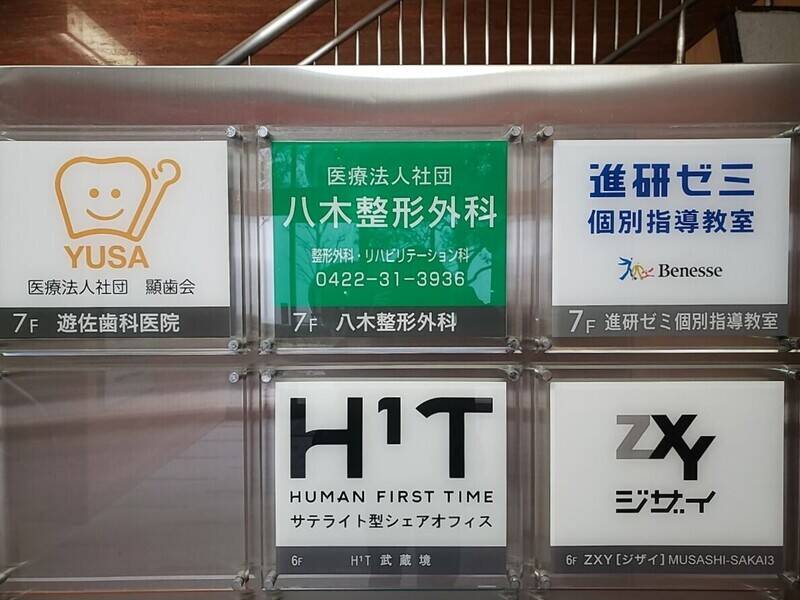 YUSA
医療法人社団 顯歯会
7F 遊佐歯科医院
医療法人社団
八木整形外科
整形外科・リハビリテーション科
0422-31-3936
7F 八木整形外科
進研ゼミ
個別指導教室
Benesse
7F 進研ゼミ個別指導教室
H¹T
HUMAN FIRST TIME
サテライト型シェアオフィス
6F H¹T 武蔵境
ZXY
ジザイ
6F ZXY[ジザイ]MUSASHI-SAKAI3